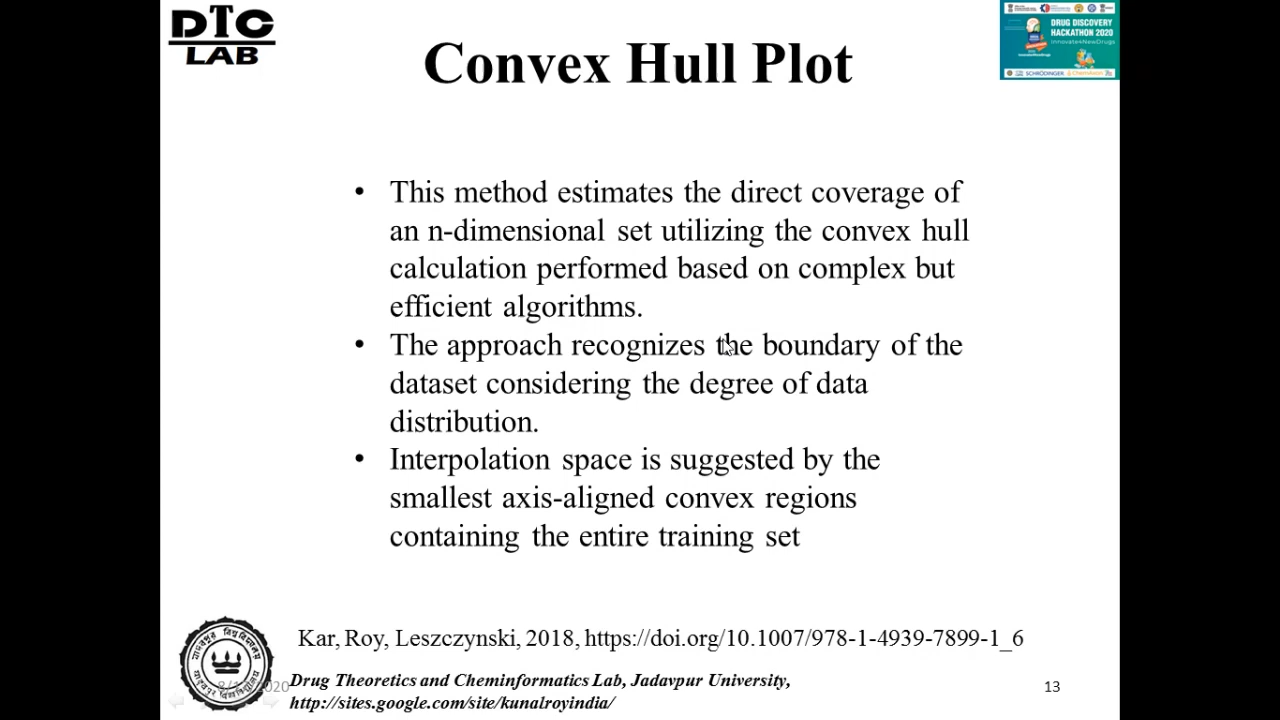 DTC
LAB
Convex Hull Plot
DRUG DISCOVERY
HACKATHON 2020
SCHRÖDINGER
• This method estimates the direct coverage of
an n-dimensional set utilizing the convex hull
calculation performed based on complex but
efficient algorithms.
• The approach recognizes the boundary of the
dataset considering the degree of data
distribution.
• Interpolation space is suggested by the
smallest axis-aligned convex regions
containing the entire training set
Kar, Roy, Leszczynski, 2018, https://doi.org/10.1007/978-1-4939-7899-1_6
Drug Theoretics and Cheminformatics Lab, Jadavpur University,
http://sites.google.com/site/kunalroyindia/
13